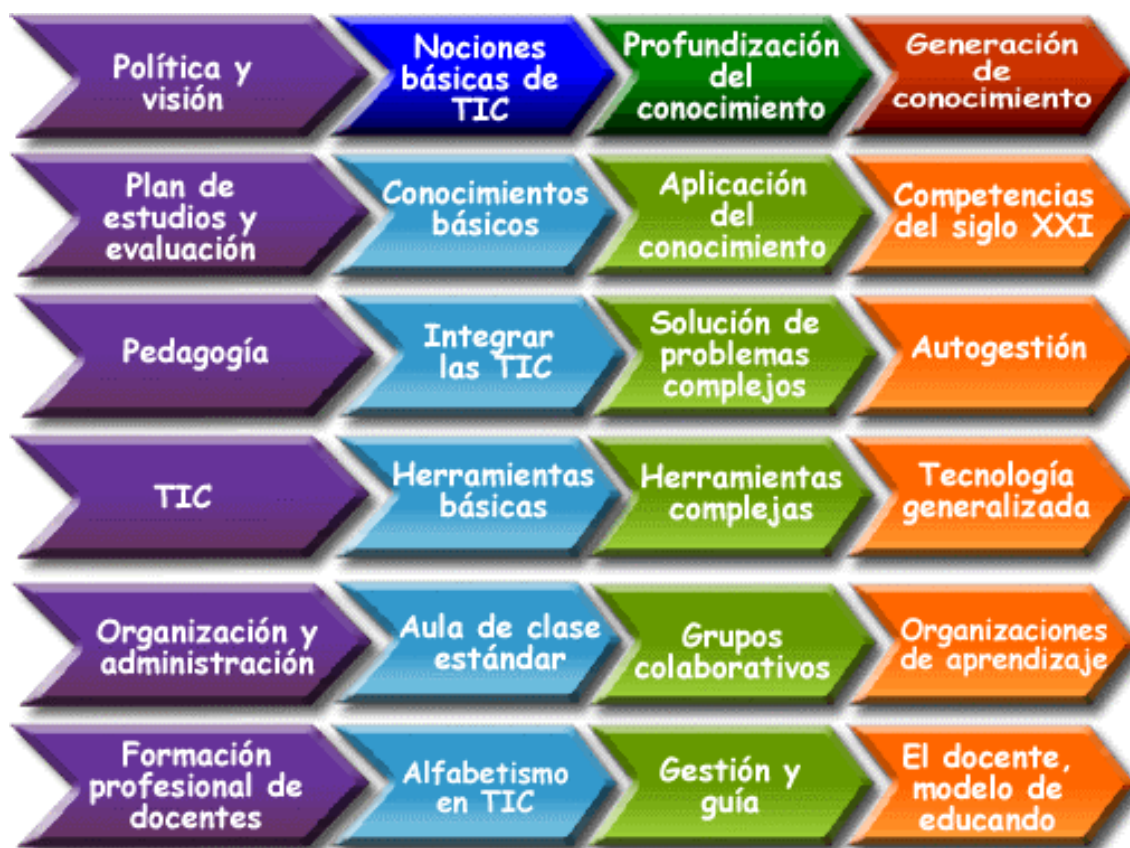 Política y
visión
Nociones
básicas de
TIC
Profundización
del
conocimiento
Generación
de
conocimiento
Plan de
estudios y
evaluación
Conocimientos
básicos
Aplicación
del
conocimiento
Competencias
del siglo XXI
Pedagogía
Integrar
las TIC
Solución de
problemas
complejos
Autogestión
TIC
Herramientas
básicas
Herramientas
complejas
Tecnología
generalizada
Organización y
administración
Aula de clase
estándar
Grupos
colaborativos
Organizaciones
de aprendizaje
Formación
profesional de
docentes
Alfabetismo
en TIC
Gestión y
guía
El docente,
modelo de
educando